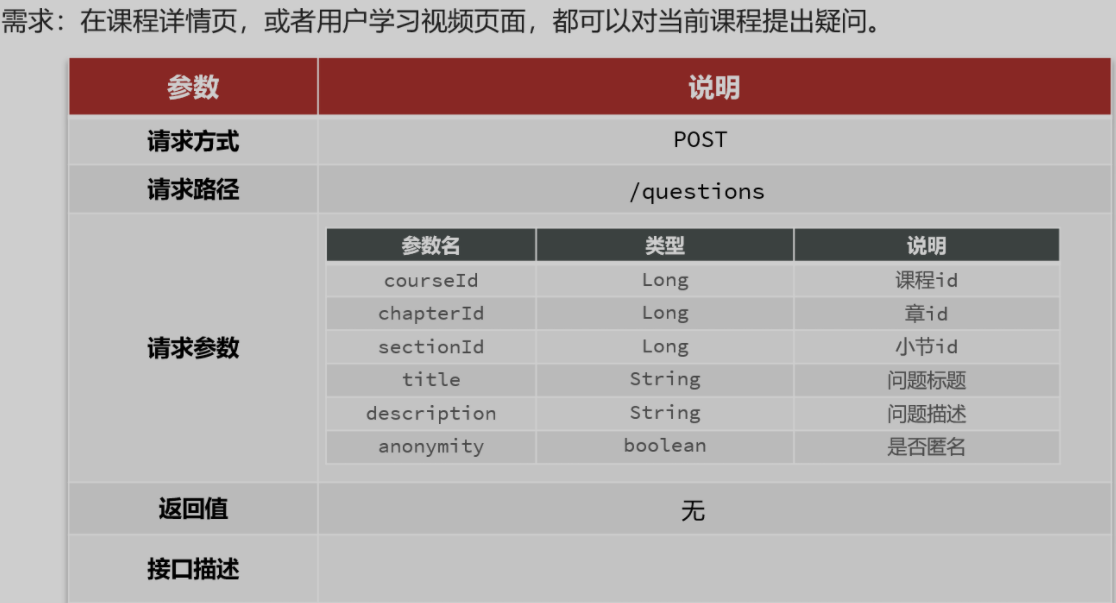 需求：在课程详情页，或者用户学习视频页面，都可以对当前课程提出疑问。
参数 说明
请求方式 POST
请求路径 /questions
请求参数
参数名 类型 说明
courseId Long 课程id
chapterId Long 章id
sectionId Long 小节id
title String 问题标题
description String 问题描述
anonymity boolean 是否匿名
返回值 无
接口描述